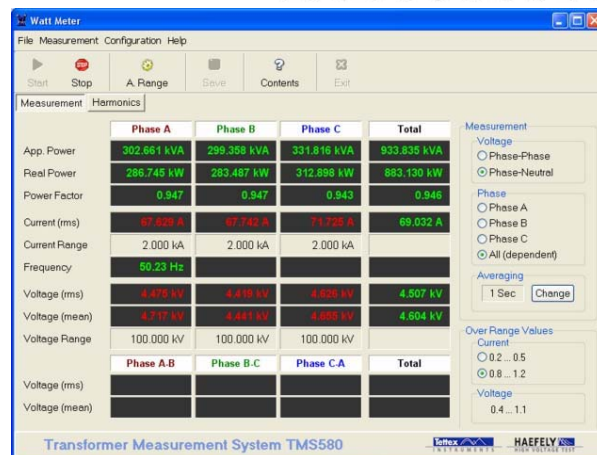 Watt Meter
File Measurement Configuration Help
Start Stop A. Range Save Contents Exit
Measurement Harmonics
Phase A Phase B Phase C Total
App. Power 302.661 kVA 299.358 kVA 331.816 kVA 933.835 kVA
Real Power 286.745 kW 283.487 kW 312.898 kW 883.130 kW
Power Factor 0.947 0.947 0.943 0.946
Current (rms) 67.629 A 67.742 A 71.725 A 69.032 A
Current Range 2.000 kA 2.000 kA 2.000 kA
Frequency 50.23 Hz
Voltage (rms) 4.475 kV 4.419 kV 4.626 kV 4.507 kV
Voltage (mean) 4.717 kV 4.441 kV 4.655 kV 4.604 kV
Voltage Range 100.000 kV 100.000 kV 100.000 kV
Phase A-B Phase B-C Phase C-A Total
Voltage (rms)
Voltage (mean)
Measurement
Voltage
Phase-Phase
Phase-Neutral
Phase
Phase A
Phase B
Phase C
All (dependent)
Averaging
1 Sec Change
Over Range Values
Current
0.2 ... 0.5
0.8 ... 1.2
Voltage
0.4 ... 1.1
Transformer Measurement System TMS580
Tettex
INSTRUMENTS
HAEFELY
HIGH VOLTAGE TEST